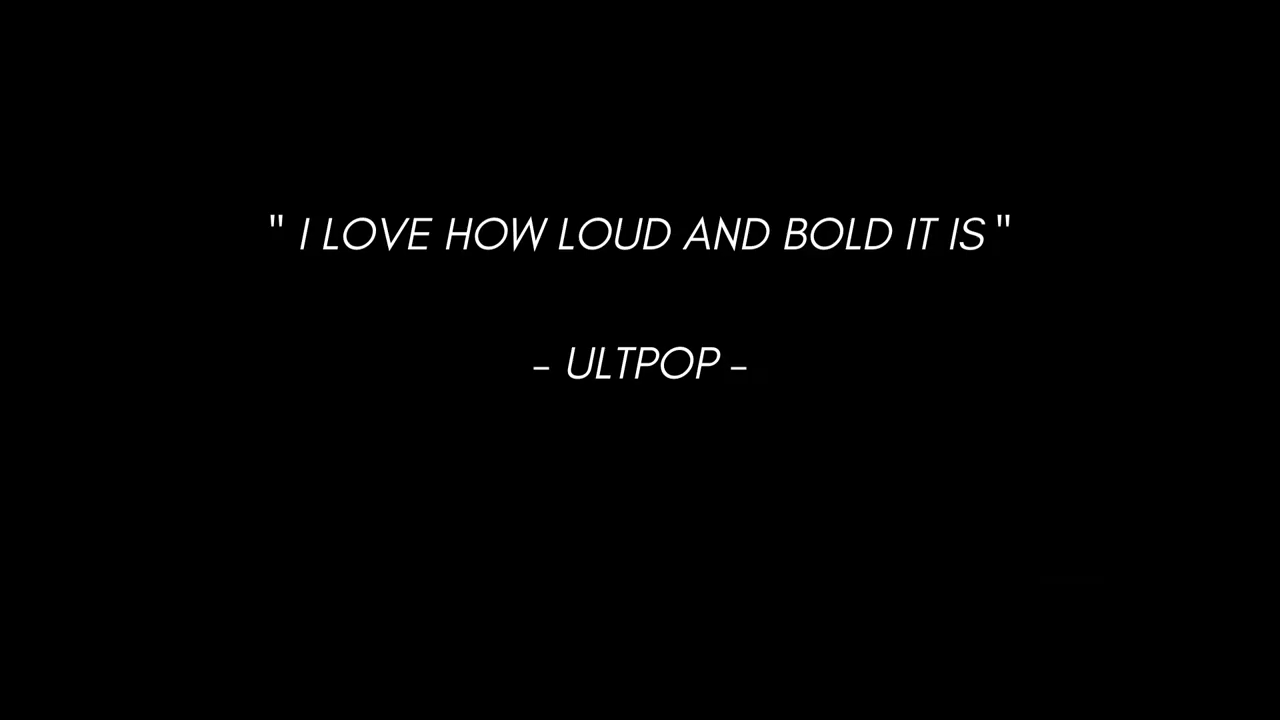 " I LOVE HOW LOUD AND BOLD IT IS "
- ULTPOP -